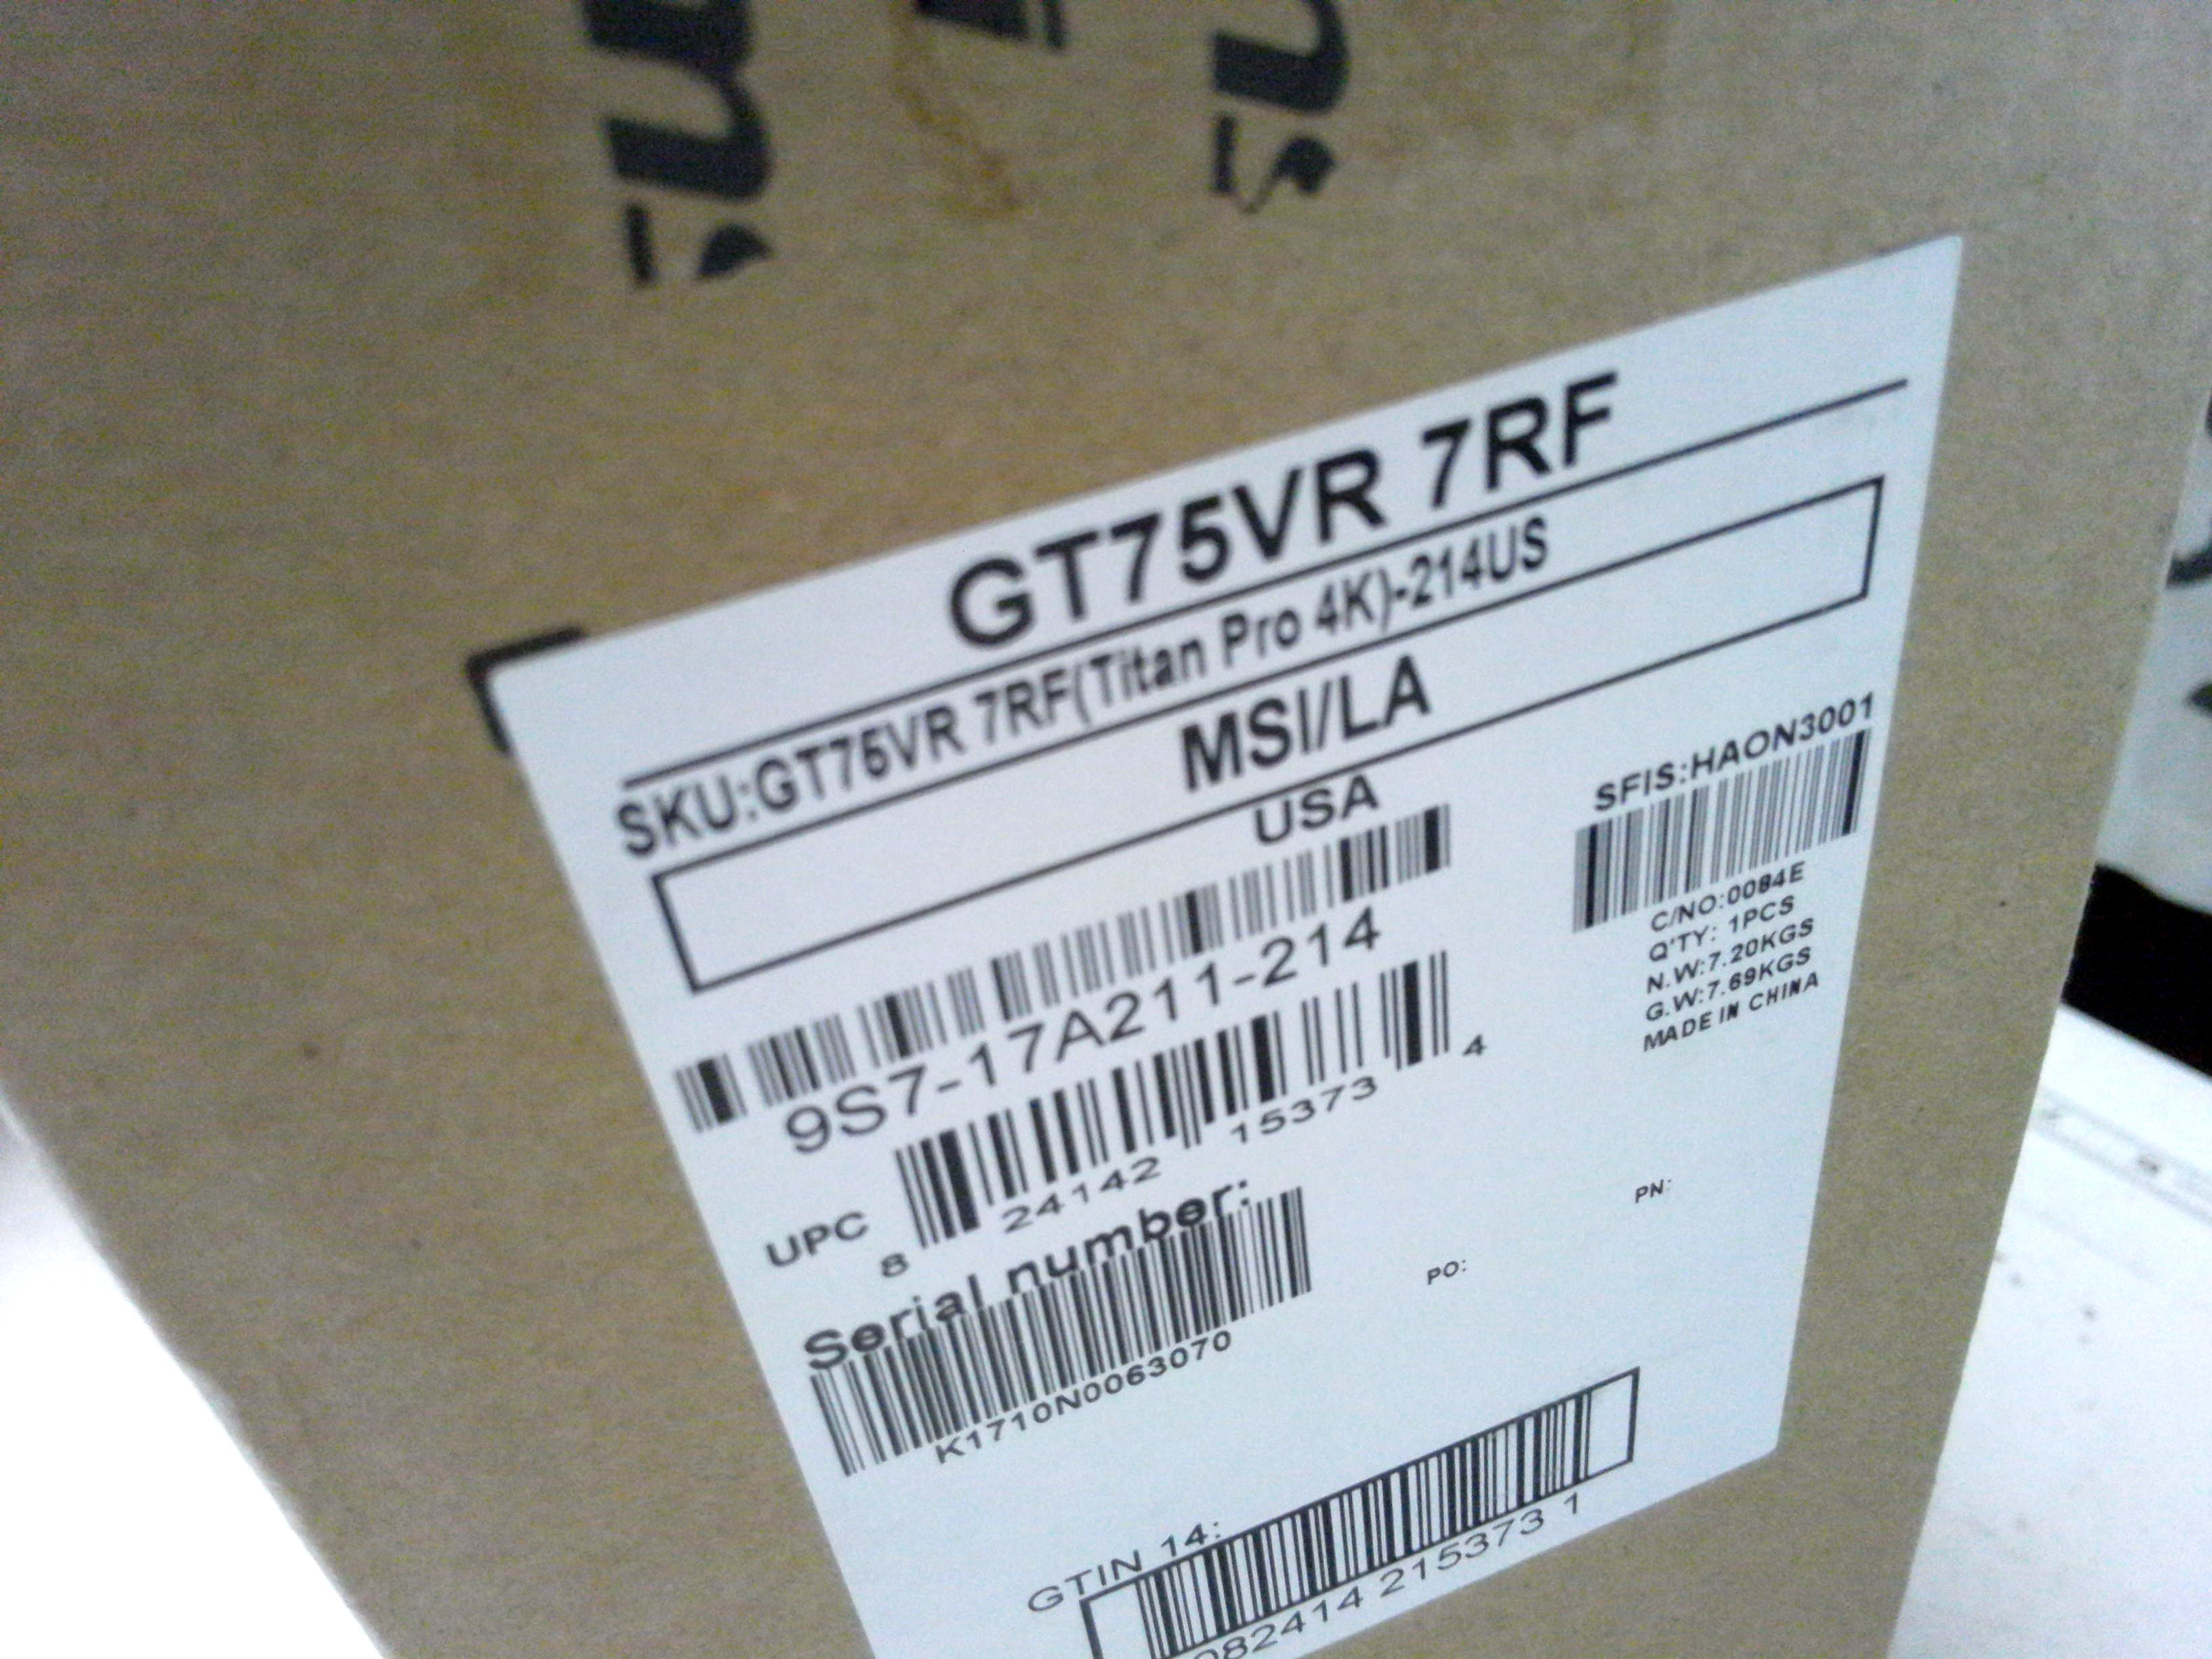 GT75VR 7RF
SKU:GT75VR 7RF(Titan Pro 4K)-214US
MSI/LA
USA
SFIS:HAON3001
9S7-17A211-214
C/NO:0084E
Q'TY: 1PCS
N.W:7.20KGS
G.W:7.69KGS
MADE IN CHINA
UPC 8 24142 15373 4
Serial number:
K1710N0063070
PO:
PN:
GTIN 14:
082414 215373 1